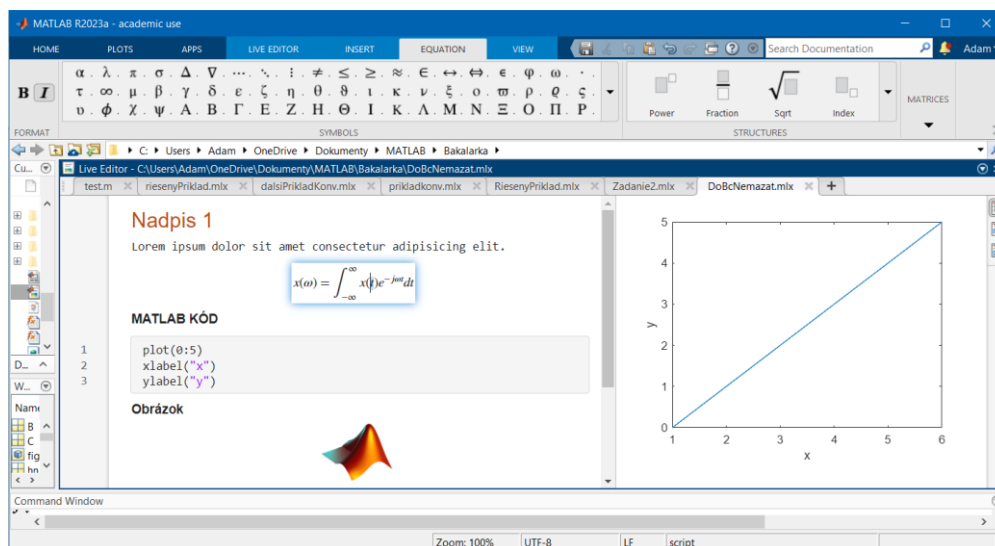 MATLAB R2023a - academic use
HOME PLOTS APPS LIVE EDITOR INSERT EQUATION VIEW Search Documentation Adam
α . λ . π . σ . Δ . ∇ . ⋯ . ⋱ . ⋮ . ≠ . ≤ . ≥ . ≈ . ∈ . ↔ . ⇔ . ϵ . φ . ω .
B I τ . ∞ . μ . β . γ . δ . ε . ζ . η . θ . ϑ . ι . κ . ν . ξ . ο . ϖ . ρ . ϱ . ς .
υ . ϕ . χ . ψ . Α . Β . Γ . Ε . Ζ . Η . Θ . Ι . Κ . Λ . Μ . Ν . Ξ . Ο . Π . Ρ .
Power Fraction Sqrt Index MATRICES
FORMAT SYMBOLS STRUCTURES
C: Users Adam OneDrive Dokumenty MATLAB Bakalarka
Cu... Live Editor - C:\Users\Adam\OneDrive\Dokumenty\MATLAB\Bakalarka\DoBcNemazat.mlx
test.m riesenyPriklad.mlx dalsiPrikladKonv.mlx prikladkonv.mlx RiesenyPriklad.mlx Zadanie2.mlx DoBcNemazat.mlx +
Nadpis 1
Lorem ipsum dolor sit amet consectetur adipisicing elit.
x(ω) = ∫_{-∞}^{∞} x(t)e^{-jωt}dt
MATLAB KÓD
1 plot(0:5)
2 xlabel("x")
3 ylabel("y")
Obrázok
D...
W...
Name
B
C
fig
hn
5
4
3
2
1
0
y
1 2 3 4 5 6
x
Command Window
Zoom: 100% UTF-8 LF script